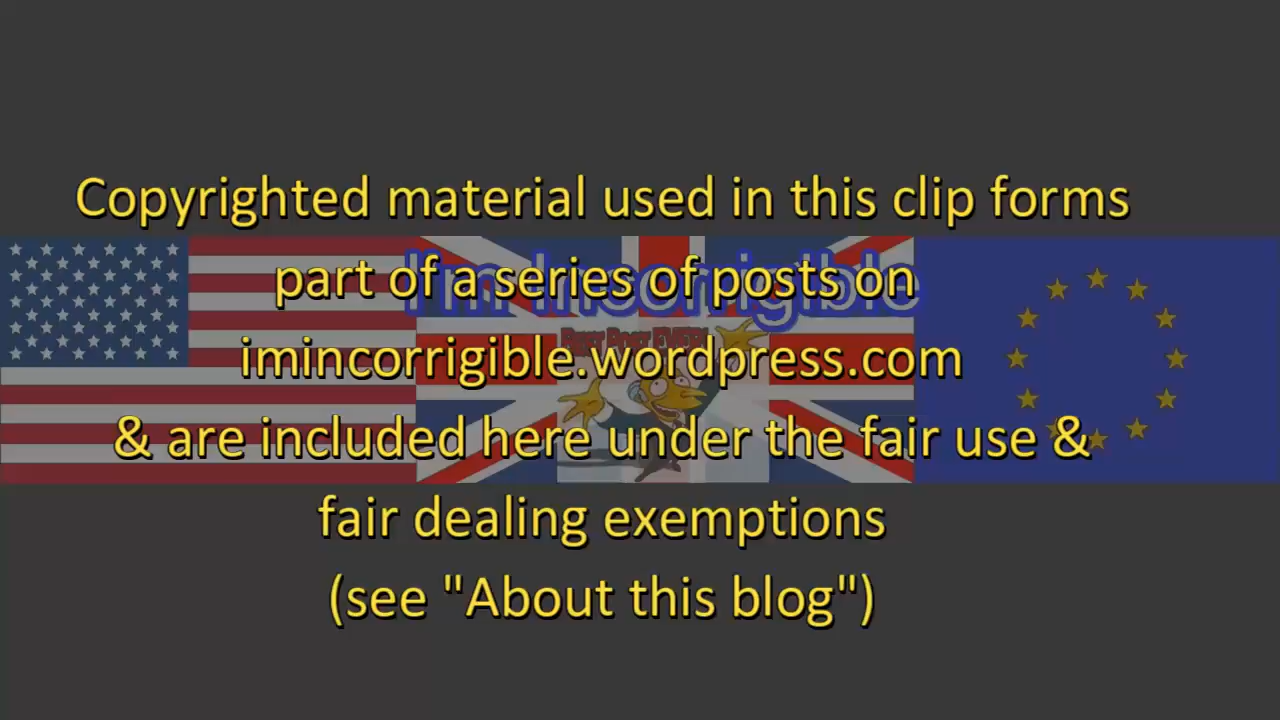 Copyrighted material used in this clip forms
part of a series of posts on
I'm Incorrigible
imincorrigible.wordpress.com
& are included here under the fair use &
fair dealing exemptions
(see "About this blog")